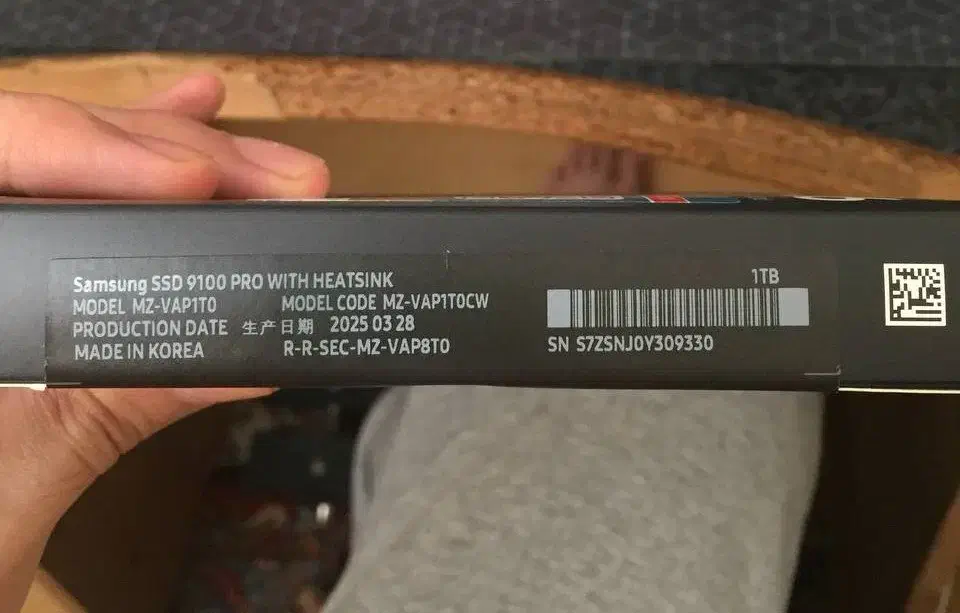 Samsung SSD 9100 PRO WITH HEATSINK
1TB
MODEL MZ-VAP1T0 MODEL CODE MZ-VAP1T0CW
PRODUCTION DATE 生产日期 2025 03 28
MADE IN KOREA R-R-SEC-MZ-VAP8T0
SN S7ZSNJ0Y309330